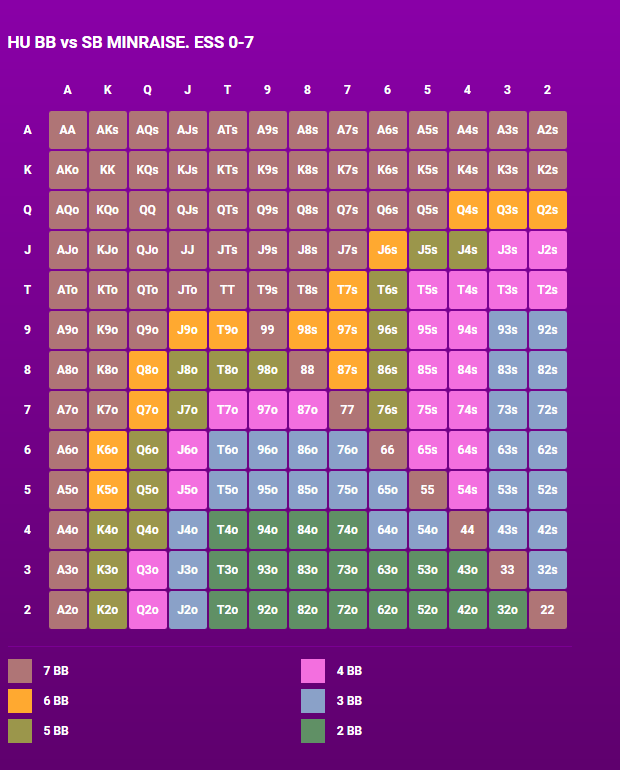 HU BB vs SB MINRAISE. ESS 0-7
A K Q J T 9 8 7 6 5 4 3 2
A AA AKs AQs AJs ATs A9s A8s A7s A6s A5s A4s A3s A2s
K AKo KK KQs KJs KTs K9s K8s K7s K6s K5s K4s K3s K2s
Q AQo KQo QQ QJs QTs Q9s Q8s Q7s Q6s Q5s Q4s Q3s Q2s
J AJo KJo QJo JJ JTs J9s J8s J7s J6s J5s J4s J3s J2s
T ATo KTo QTo JTo TT T9s T8s T7s T6s T5s T4s T3s T2s
9 A9o K9o Q9o J9o T9o 99 98s 97s 96s 95s 94s 93s 92s
8 A8o K8o Q8o J8o T8o 98o 88 87s 86s 85s 84s 83s 82s
7 A7o K7o Q7o J7o T7o 97o 87o 77 76s 75s 74s 73s 72s
6 A6o K6o Q6o J6o T6o 96o 86o 76o 66 65s 64s 63s 62s
5 A5o K5o Q5o J5o T5o 95o 85o 75o 65o 55 54s 53s 52s
4 A4o K4o Q4o J4o T4o 94o 84o 74o 64o 54o 44 43s 42s
3 A3o K3o Q3o J3o T3o 93o 83o 73o 63o 53o 43o 33 32s
2 A2o K2o Q2o J2o T2o 92o 82o 72o 62o 52o 42o 32o 22
7 BB 4 BB
6 BB 3 BB
5 BB 2 BB